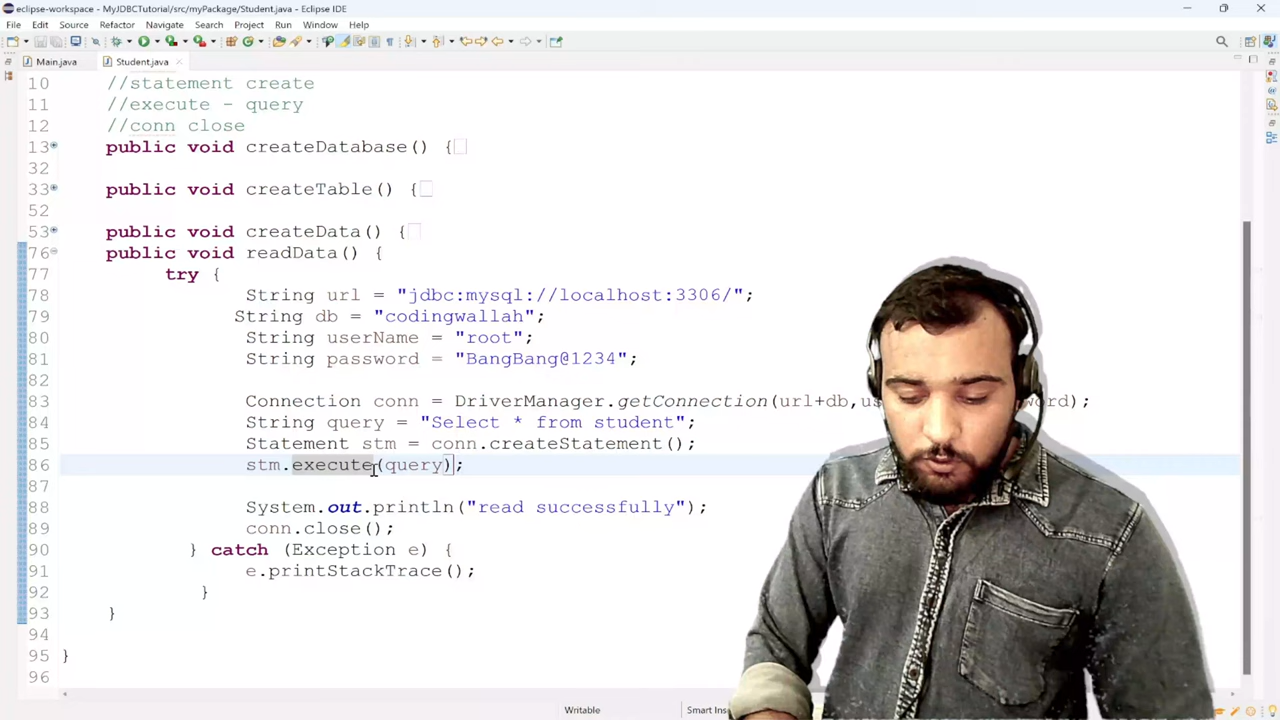 eclipse-workspace - MyJDBCTutorial/src/myPackage/Student.java - Eclipse IDE
File Edit Source Refactor Navigate Search Project Run Window Help
Main.java Student.java
10 //statement create
11 //execute - query
12 //conn close
13 public void createDatabase() {
32
33 public void createTable() {
52
53 public void createData() {
76 public void readData() {
77 try {
78 String url = "jdbc:mysql://localhost:3306/";
79 String db = "codingwallah";
80 String userName = "root";
81 String password = "BangBang@1234";
82
83 Connection conn = DriverManager.getConnection(url+db,us word);
84 String query = "Select * from student";
85 Statement stm = conn.createStatement();
86 stm.execute(query);
87
88 System.out.println("read successfully");
89 conn.close();
90 } catch (Exception e) {
91 e.printStackTrace();
92 }
93 }
94
95 }
96
Writable Smart Ins